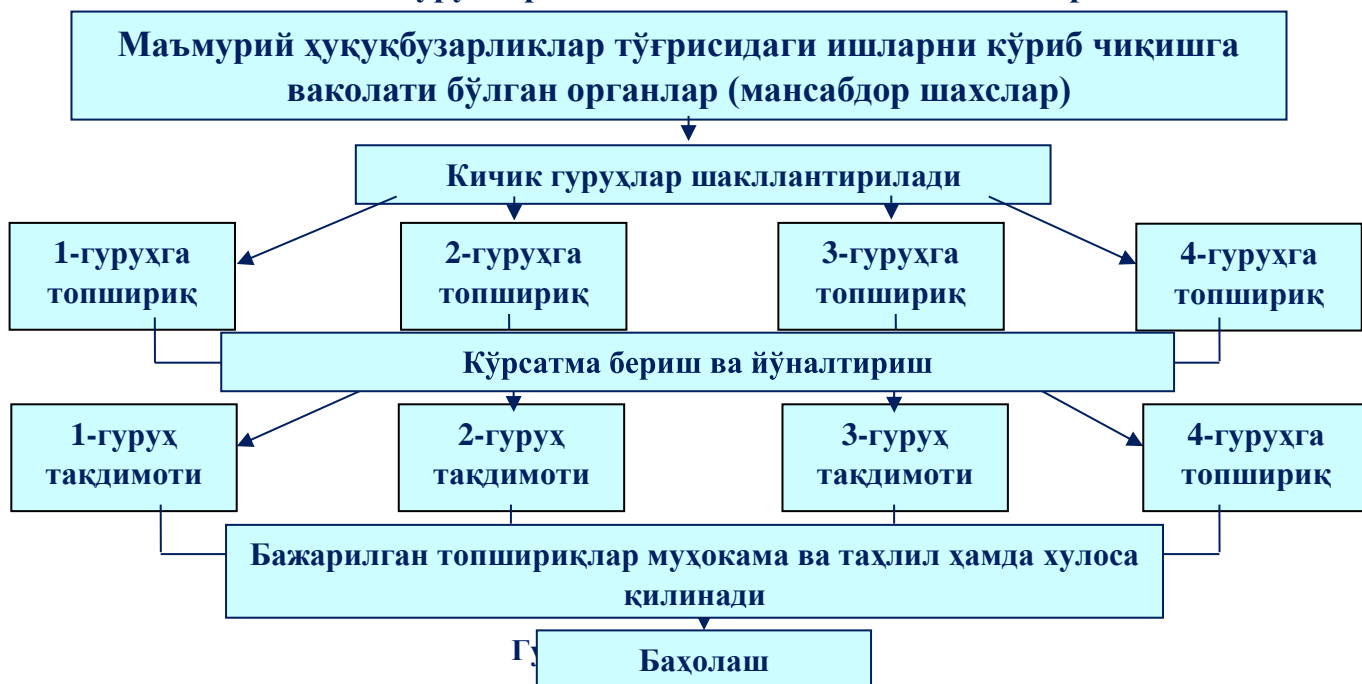 Маъмурий ҳуқуқбузарликлар тўғрисидаги ишларни кўриб чиқишга
ваколати бўлган органлар (мансабдор шахслар)
Кичик гуруҳлар шакллантирилади
1-гуруҳга
топшириқ
2-гуруҳга
топшириқ
3-гуруҳга
топшириқ
4-гуруҳга
топшириқ
Кўрсатма бериш ва йўналтириш
1-гуруҳ
тақдимоти
2-гуруҳ
тақдимоти
3-гуруҳ
тақдимоти
4-гуруҳга
топшириқ
Бажарилган топшириқлар муҳокама ва таҳлил ҳамда хулоса
қилинади
Баҳолаш